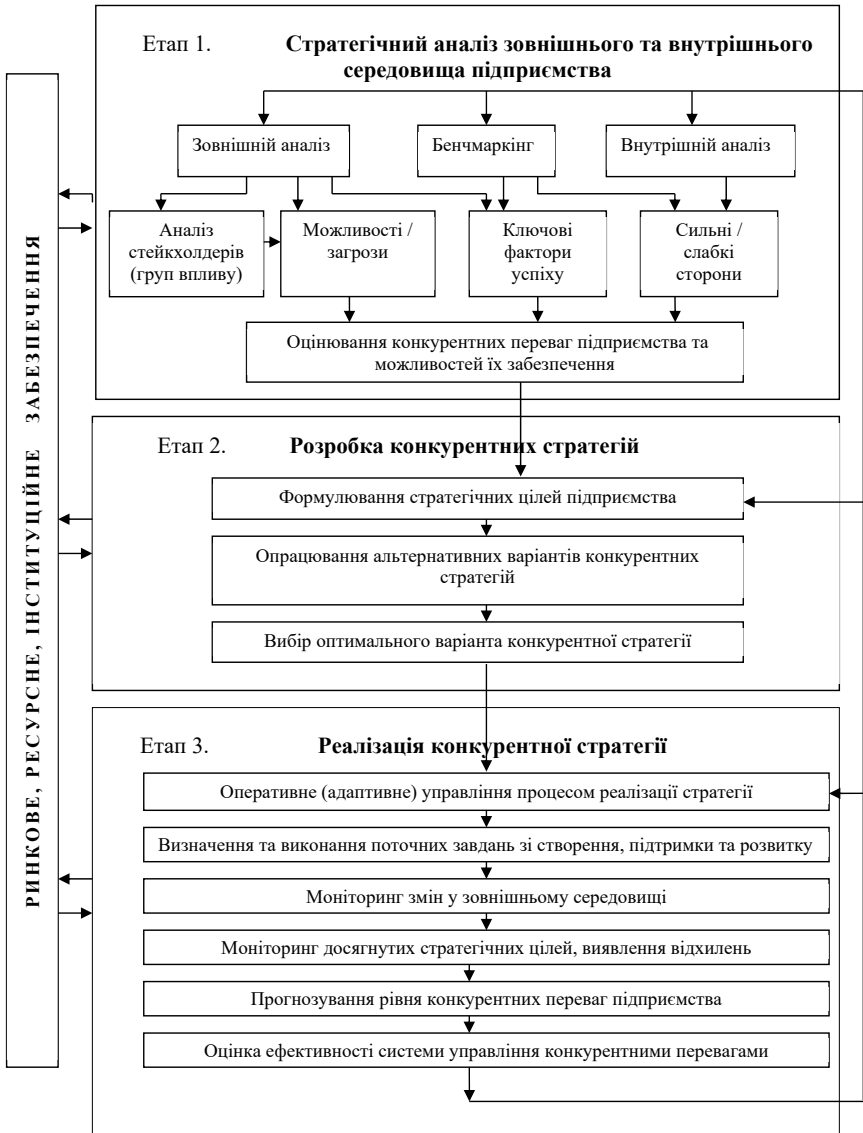 Етап 1. Стратегічний аналіз зовнішнього та внутрішнього
середовища підприємства
Зовнішній аналіз
Бенчмаркінг
Внутрішній аналіз
Аналіз
стейкхолдерів
(груп впливу)
Можливості /
загрози
Ключові
фактори
успіху
Сильні /
слабкі
сторони
Оцінювання конкурентних переваг підприємства та
можливостей їх забезпечення
РИНКОВЕ, РЕСУРСНЕ, ІНСТИТУЦІЙНЕ ЗАБЕЗПЕЧЕННЯ
Етап 2. Розробка конкурентних стратегій
Формулювання стратегічних цілей підприємства
Опрацювання альтернативних варіантів конкурентних
стратегій
Вибір оптимального варіанта конкурентної стратегії
Етап 3. Реалізація конкурентної стратегії
Оперативне (адаптивне) управління процесом реалізації стратегії
Визначення та виконання поточних завдань зі створення, підтримки та розвитку
Моніторинг змін у зовнішньому середовищі
Моніторинг досягнутих стратегічних цілей, виявлення відхилень
Прогнозування рівня конкурентних переваг підприємства
Оцінка ефективності системи управління конкурентними перевагами